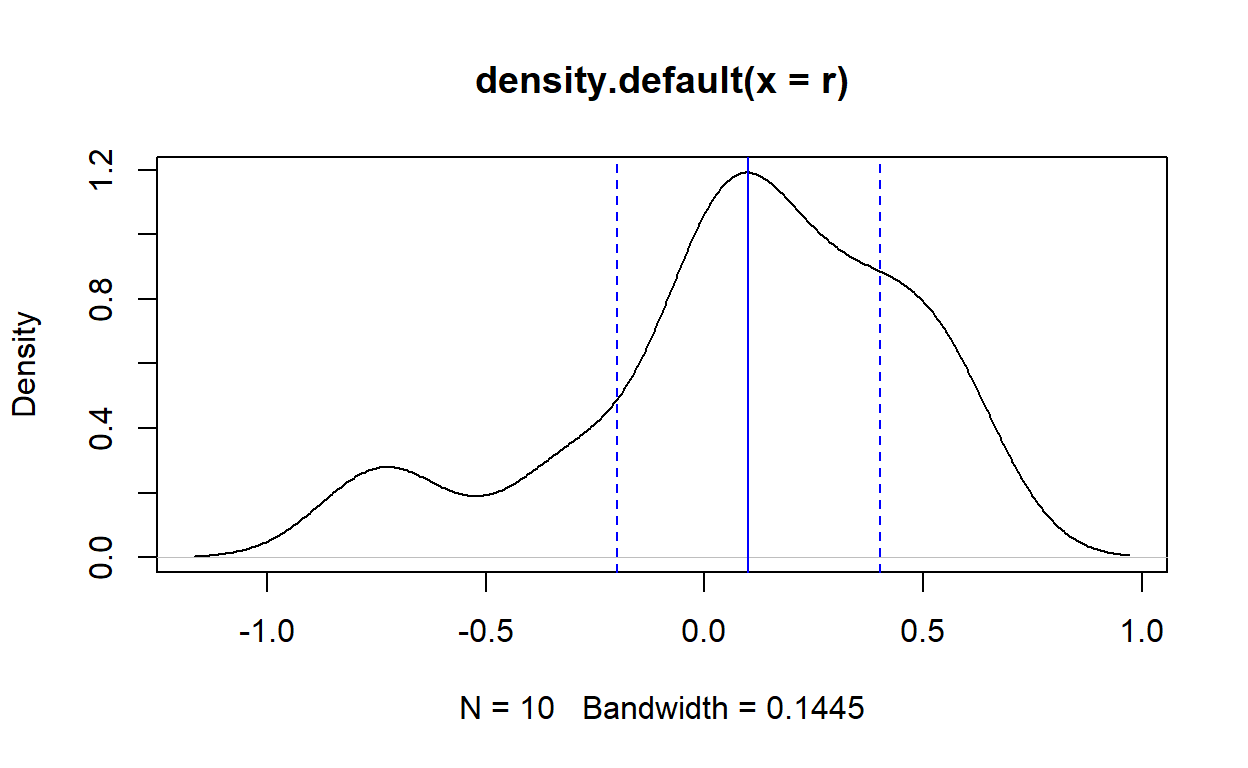 density.default(x = r)
Density
1.2
0.8
0.4
0.0
-1.0 -0.5 0.0 0.5 1.0
N = 10 Bandwidth = 0.1445